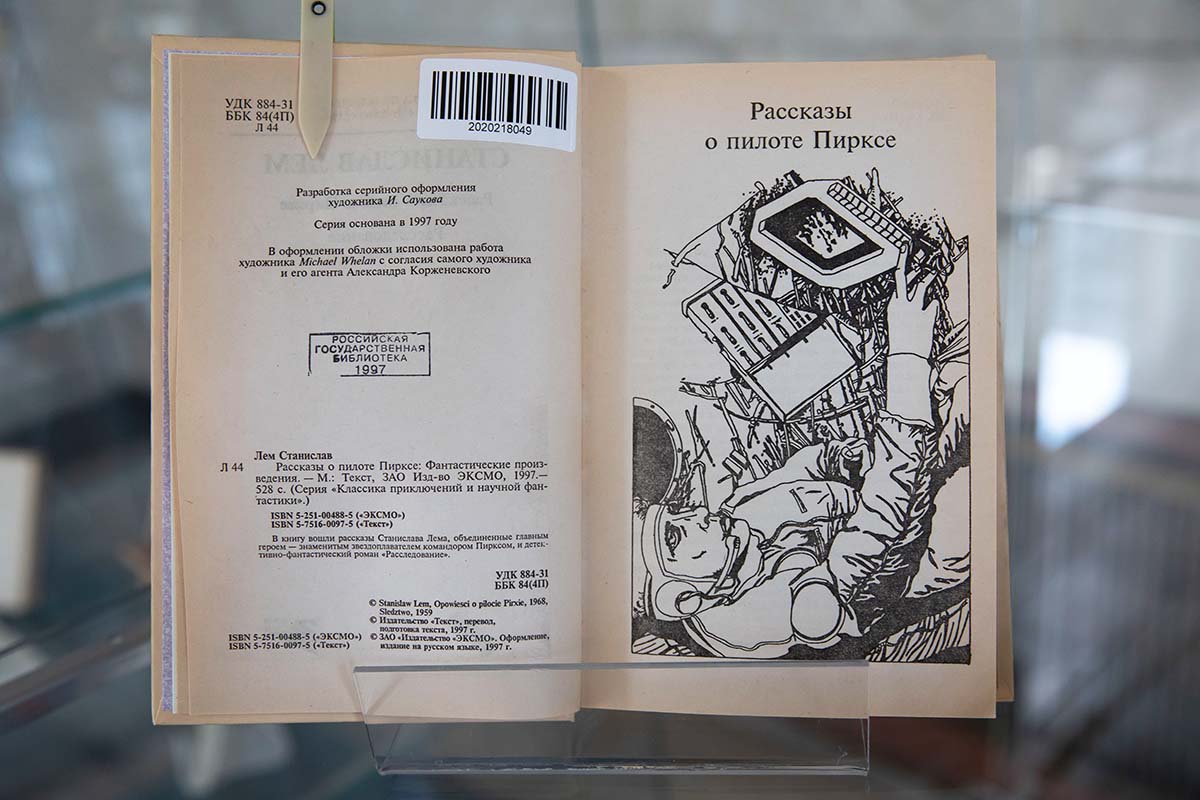 УДК 884-31
ББК 84(4П)
Л 44
2020218049
Разработка серийного оформления
художника И. Саукова
Серия основана в 1997 году
В оформлении обложки использована работа
художника Michael Whelan с согласия самого художника
и его агента Александра Корженевского
РОССИЙСКАЯ
ГОСУДАРСТВЕННАЯ
БИБЛИОТЕКА
1997
Лем Станислав
Л 44 Рассказы о пилоте Пирксе: Фантастические произ-
ведения. — М.: Текст, ЗАО Изд-во ЭКСМО, 1997.—
528 с. (Серия «Классика приключений и научной фан-
тастики».)
ISBN 5-251-00488-5 («ЭКСМО»)
ISBN 5-7516-0097-5 («Текст»)
В книгу вошли рассказы Станислава Лема, объединенные главным
героем — знаменитым звездоплавателем командором Пирксом, и детек-
тивно-фантастический роман «Расследование».
УДК 884-31
ББК 84(4П)
© Stanislaw Lem, Opowiesci o pilocie Pirxie, 1968,
Sledztwo, 1959
© Издательство «Текст», перевод,
подготовка текста, 1997 г.
ISBN 5-251-00488-5 («ЭКСМО») © ЗАО «Издательство «ЭКСМО». Оформление,
ISBN 5-7516-0097-5 («Текст») издание на русском языке, 1997 г.
Рассказы
о пилоте Пирксе